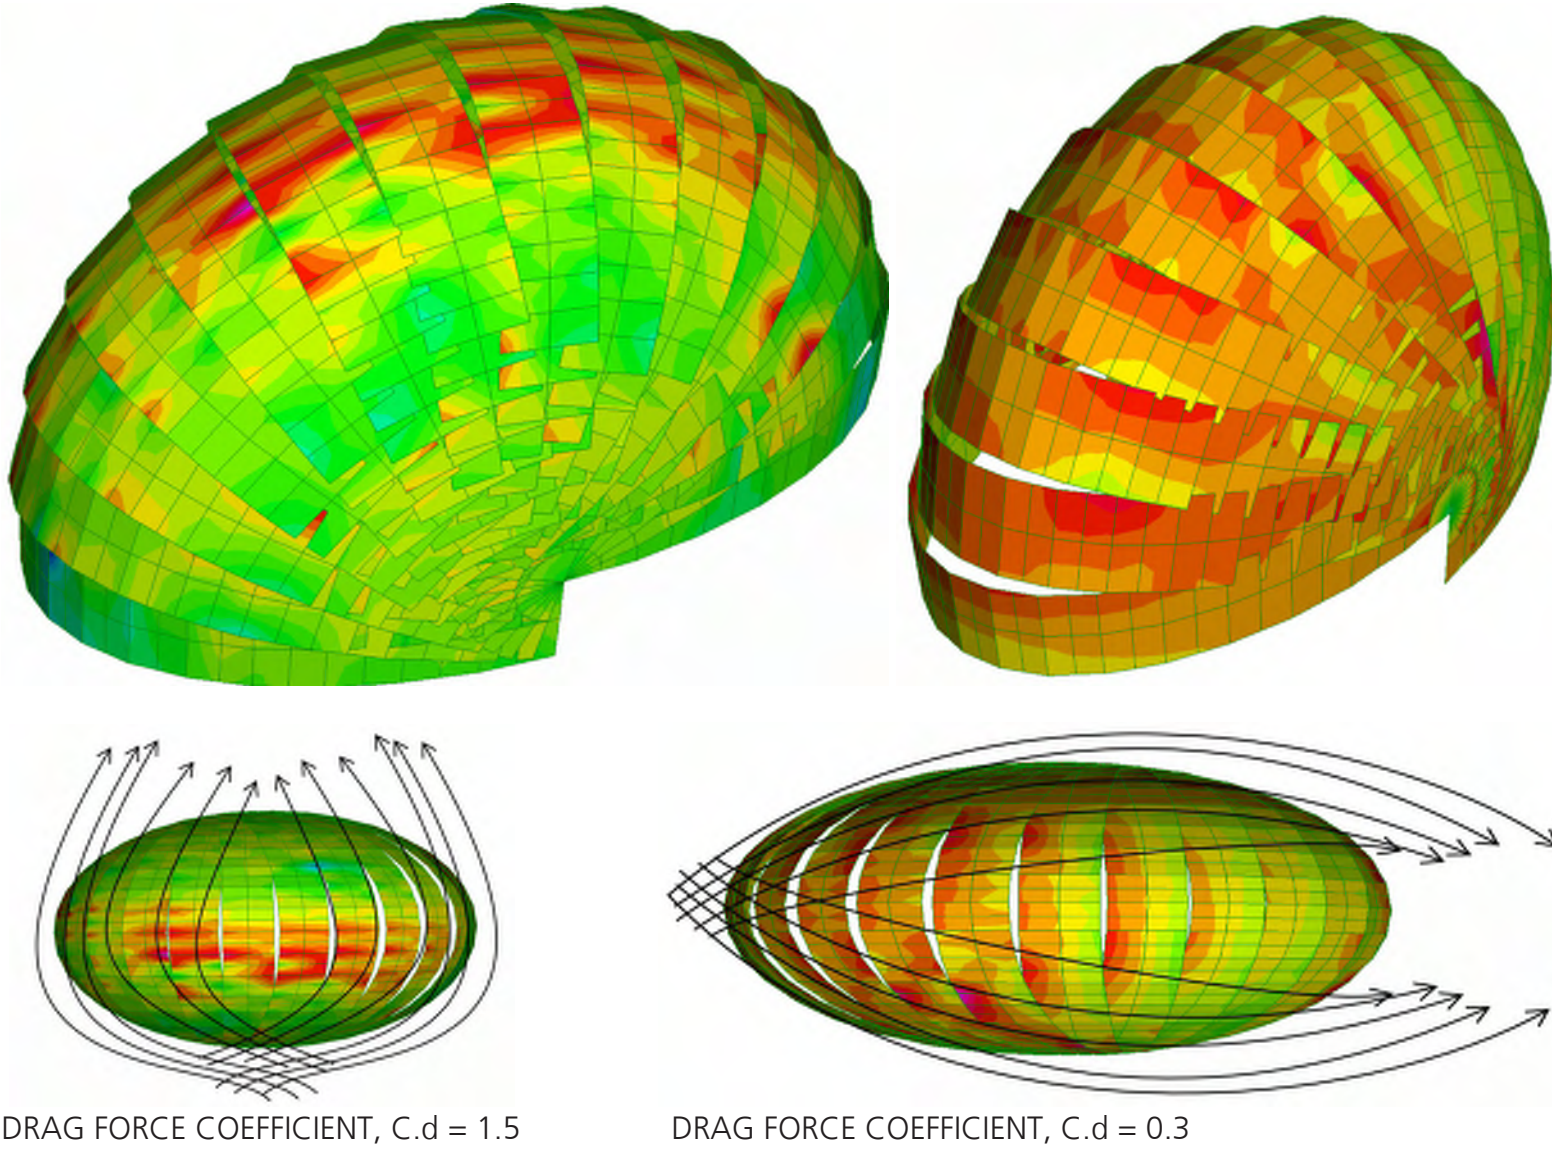 DRAG FORCE COEFFICIENT, C.d = 1.5
DRAG FORCE COEFFICIENT, C.d = 0.3